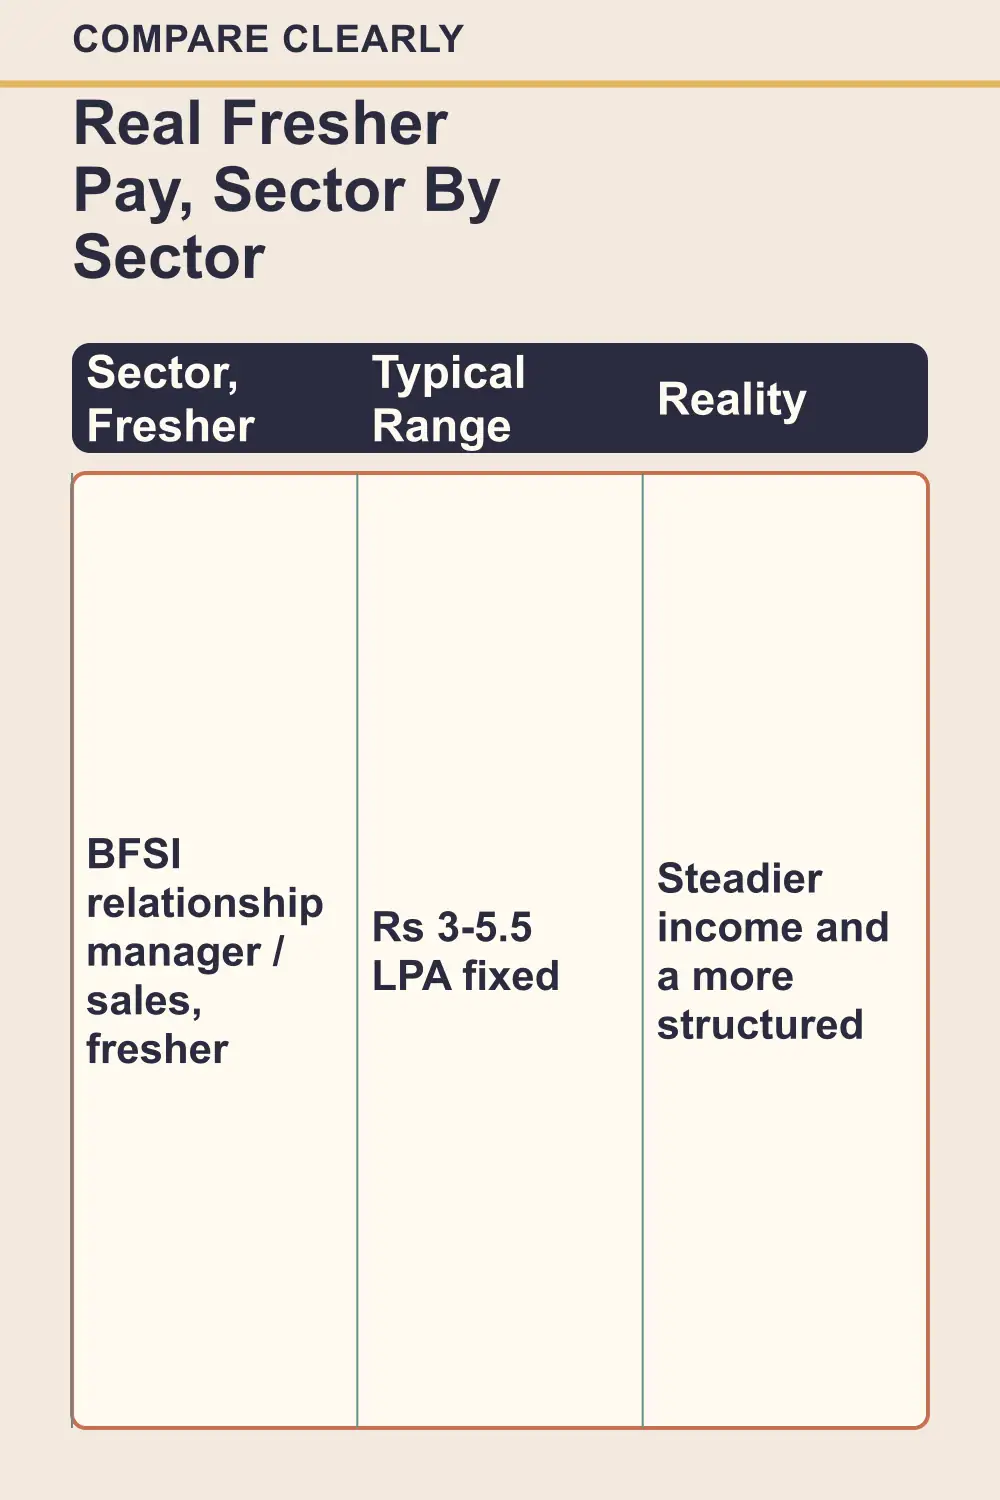 COMPARE CLEARLY
Real Fresher
Pay, Sector By
Sector
Sector,
Fresher
Typical
Range
Reality
BFSI
relationship
manager /
sales,
fresher
Rs 3-5.5
LPA fixed
Steadier
income and
a more
structured